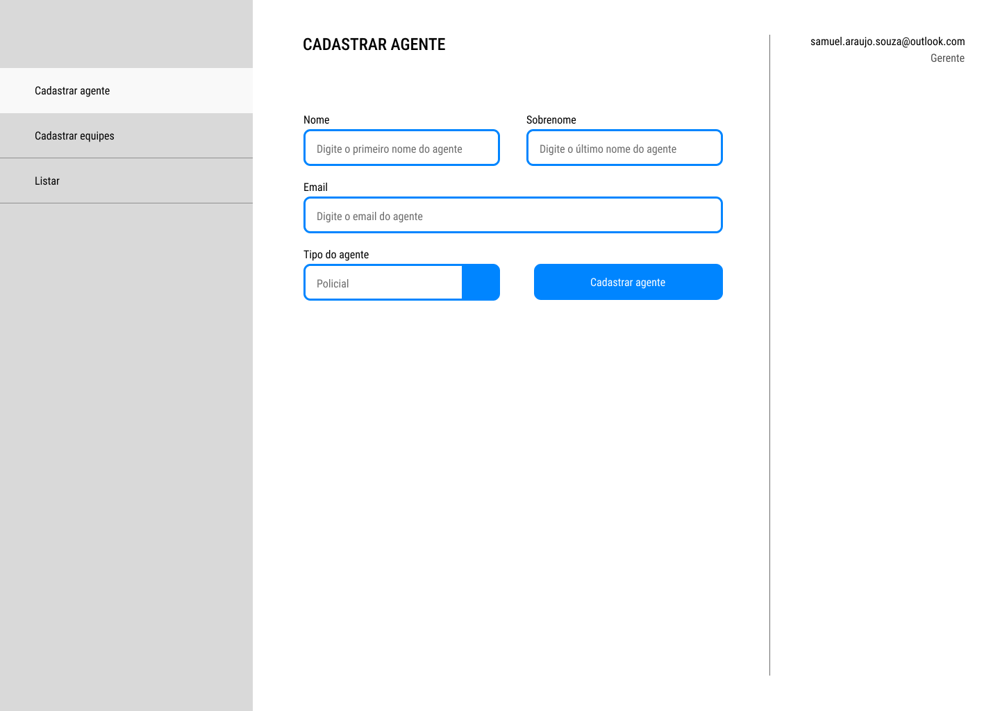 Cadastrar agente
Cadastrar equipes
Listar
CADASTRAR AGENTE
Nome
Digite o primeiro nome do agente
Sobrenome
Digite o último nome do agente
Email
Digite o email do agente
Tipo do agente
Policial
Cadastrar agente
samuel.araujo.souza@outlook.com
Gerente